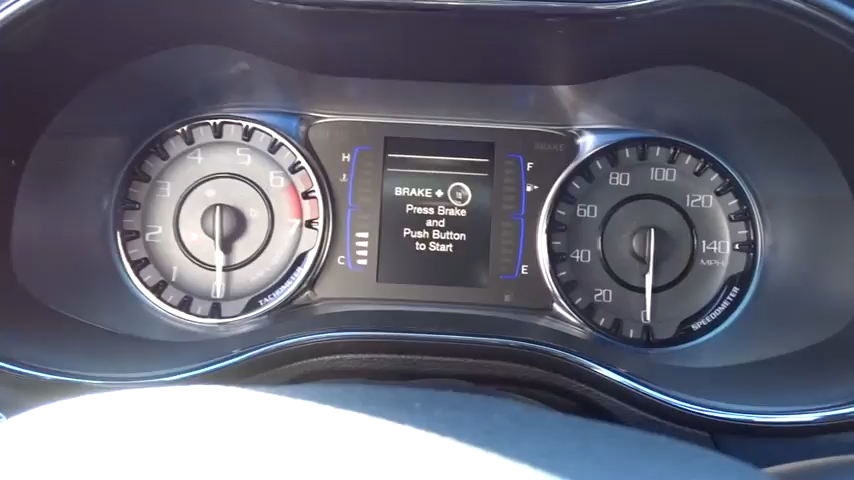 4 5 6
3 7
2
1 0
TACHOMETER
H
C
BRAKE +
Press Brake
and
Push Button
to Start
BRAKE
F
E
80 100
60 120
40 140
MPH
20 0
SPEEDOMETER